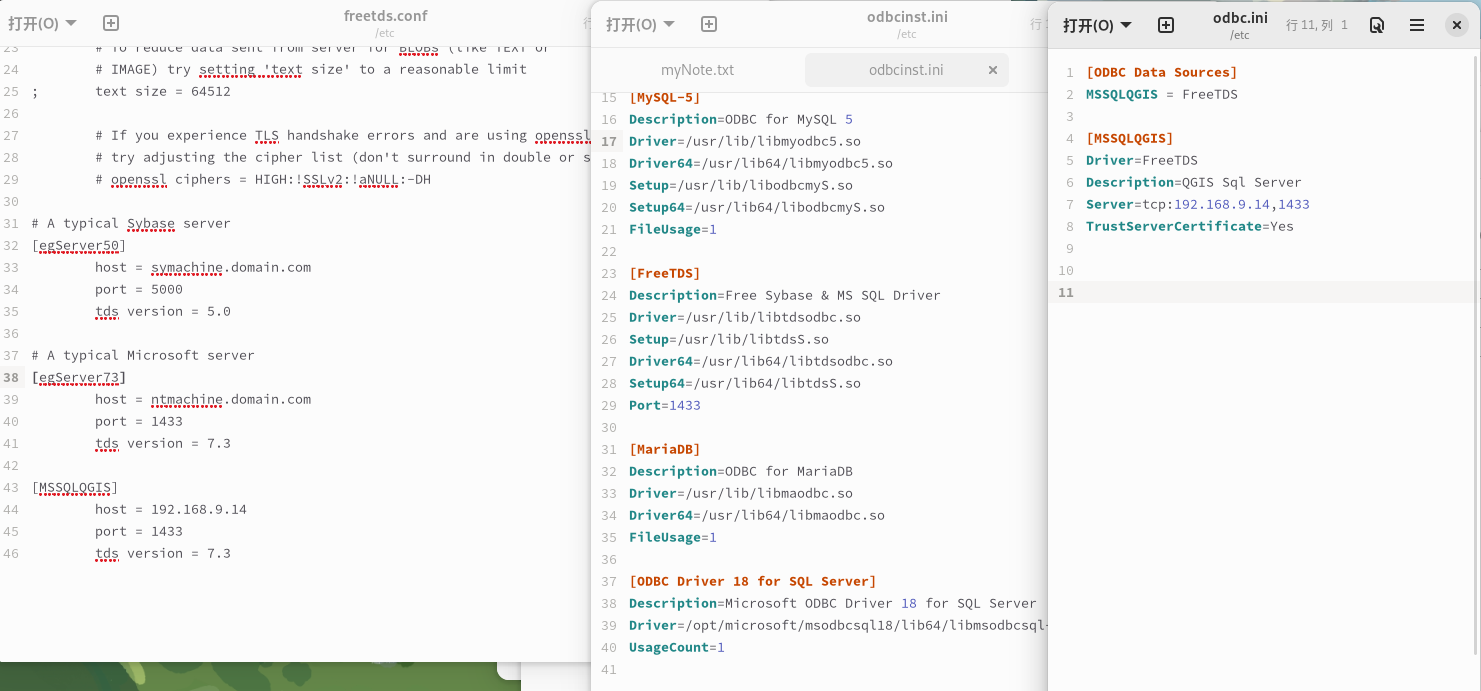 打开(O)
freetds.conf
/etc
行
23 # To reduce data sent from server for BLOBs (like TEXT or
24 # IMAGE) try setting 'text size' to a reasonable limit
25 ; text size = 64512
26
27 # If you experience TLS handshake errors and are using openssl
28 # try adjusting the cipher list (don't surround in double or s
29 # openssl ciphers = HIGH:!SSLv2:!aNULL:-DH
30
31 # A typical Sybase server
32 [egServer50]
33 host = symachine.domain.com
34 port = 5000
35 tds version = 5.0
36
37 # A typical Microsoft server
38 [egServer73]
39 host = ntmachine.domain.com
40 port = 1433
41 tds version = 7.3
42
43 [MSSQLQGIS]
44 host = 192.168.9.14
45 port = 1433
46 tds version = 7.3
打开(O)
odbcinst.ini
/etc
行
myNote.txt
odbcinst.ini
15 [MySQL-5]
16 Description=ODBC for MySQL 5
17 Driver=/usr/lib/libmyodbc5.so
18 Driver64=/usr/lib64/libmyodbc5.so
19 Setup=/usr/lib/libodbcmyS.so
20 Setup64=/usr/lib64/libodbcmyS.so
21 FileUsage=1
22
23 [FreeTDS]
24 Description=Free Sybase & MS SQL Driver
25 Driver=/usr/lib/libtdsodbc.so
26 Setup=/usr/lib/libtdsS.so
27 Driver64=/usr/lib64/libtdsodbc.so
28 Setup64=/usr/lib64/libtdsS.so
29 Port=1433
30
31 [MariaDB]
32 Description=ODBC for MariaDB
33 Driver=/usr/lib/libmaodbc.so
34 Driver64=/usr/lib64/libmaodbc.so
35 FileUsage=1
36
37 [ODBC Driver 18 for SQL Server]
38 Description=Microsoft ODBC Driver 18 for SQL Server
39 Driver=/opt/microsoft/msodbcsql18/lib64/libmsodbcsql-
40 UsageCount=1
41
打开(O)
odbc.ini
/etc
行 11, 列 1
1 [ODBC Data Sources]
2 MSSQLQGIS = FreeTDS
3
4 [MSSQLQGIS]
5 Driver=FreeTDS
6 Description=QGIS Sql Server
7 Server=tcp:192.168.9.14,1433
8 TrustServerCertificate=Yes
9
10
11